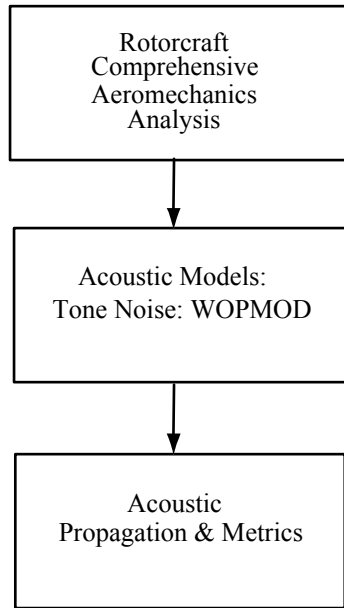 Rotorcraft
Comprehensive
Aeromechanics
Analysis
Acoustic Models:
Tone Noise: WOPMOD
Acoustic
Propagation & Metrics